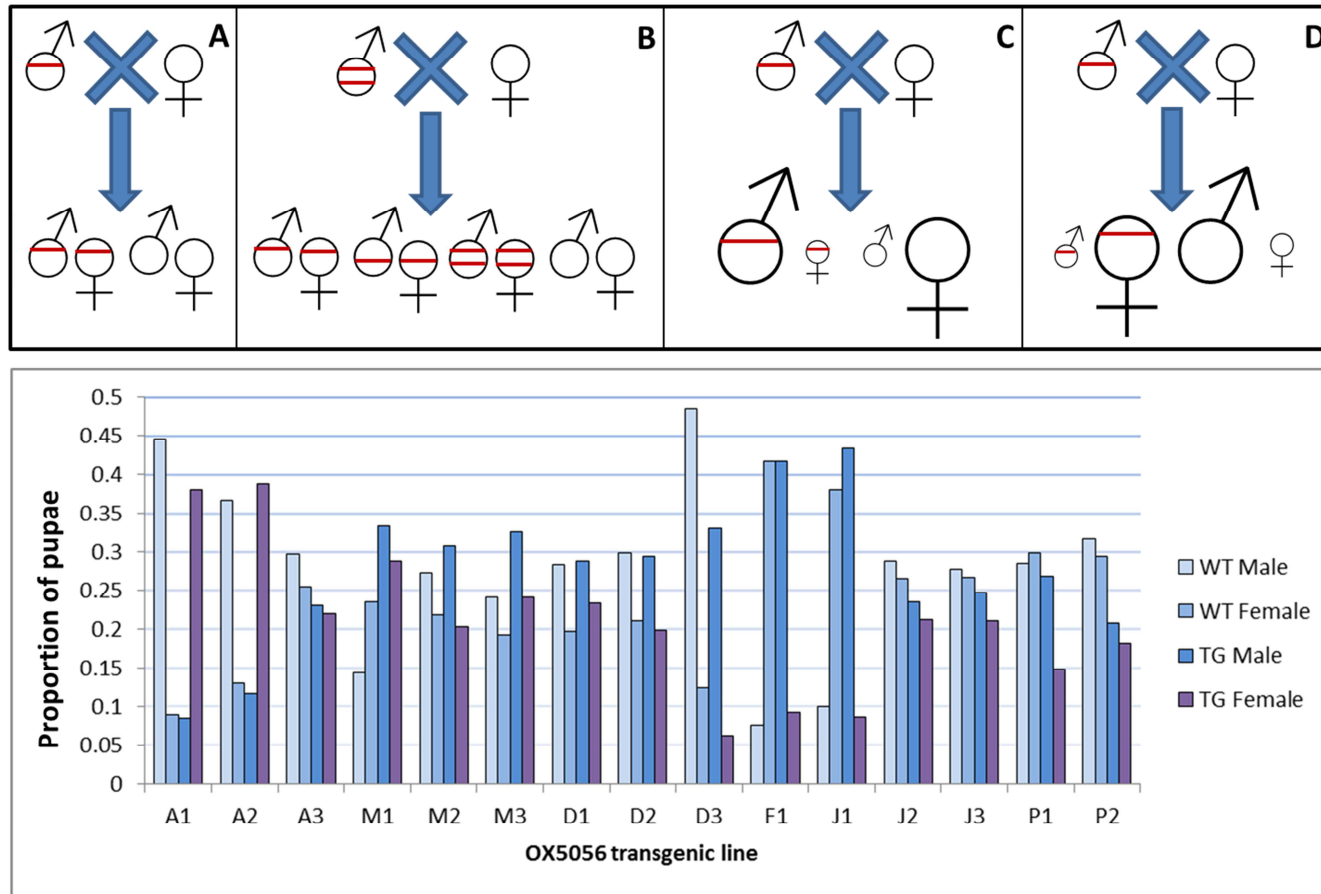 A
B
C
D
0.5
0.45
0.4
0.35
0.3
0.25
0.2
0.15
0.1
0.05
0
Proportion of pupae
A1 A2 A3 M1 M2 M3 D1 D2 D3 F1 J1 J2 J3 P1 P2
OX5056 transgenic line
WT Male
WT Female
TG Male
TG Female